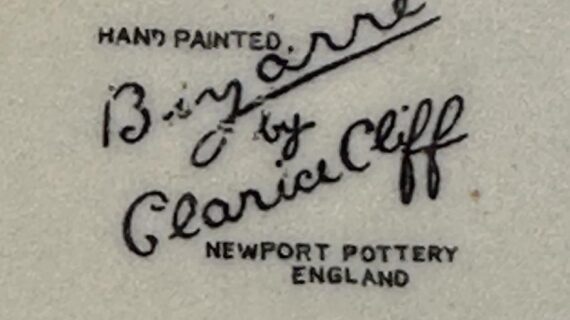 HAND PAINTED.
Bizarre
by
Clarice Cliff
NEWPORT POTTERY
ENGLAND